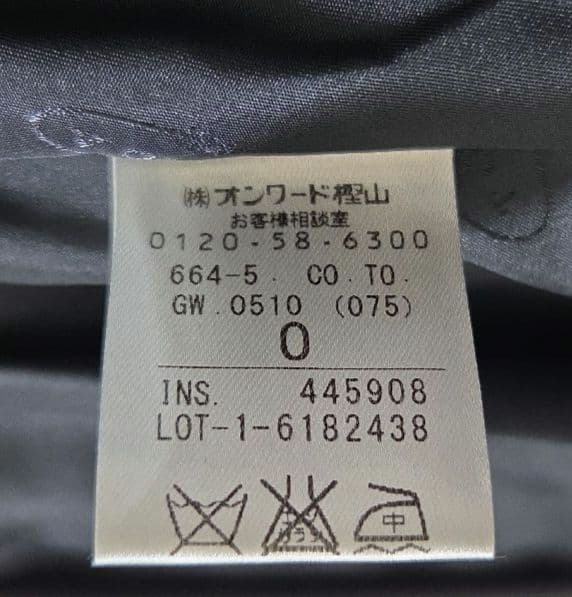 ㈱オンワード樫山
お客様相談室
0120-58-6300
664-5. CO.TO.
GW.0510 (075)
0
INS. 445908
LOT-1-6182438
中